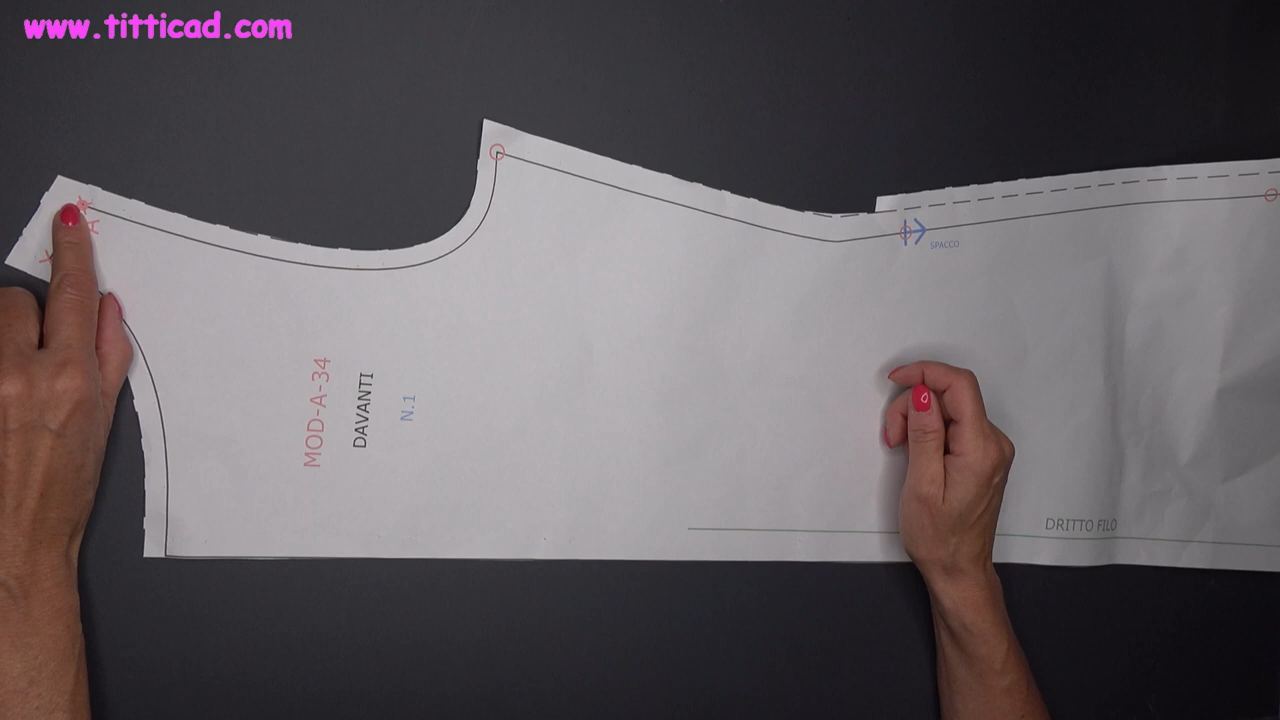 www.titticad.com
A
SPACCO
MOD-A-34
DAVANTI
N.1
DRITTO FILO